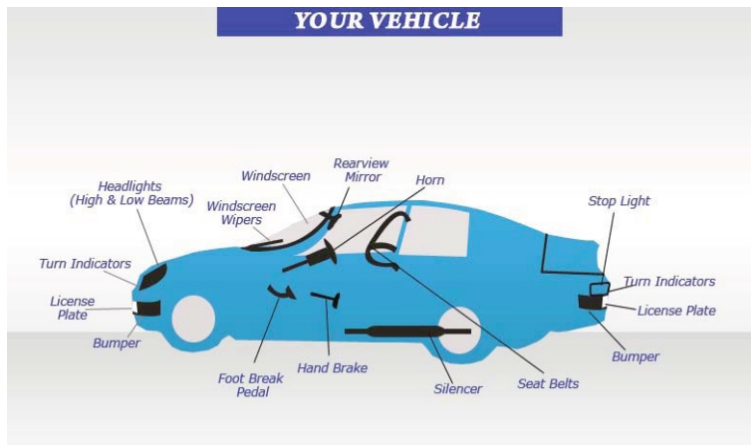 YOUR VEHICLE
Rearview
Mirror
Windscreen
Horn
Headlights
(High & Low Beams)
Windscreen
Wipers
Stop Light
Turn Indicators
Turn Indicators
License
Plate
License Plate
Bumper
Bumper
Foot Break
Pedal
Hand Brake
Silencer
Seat Belts